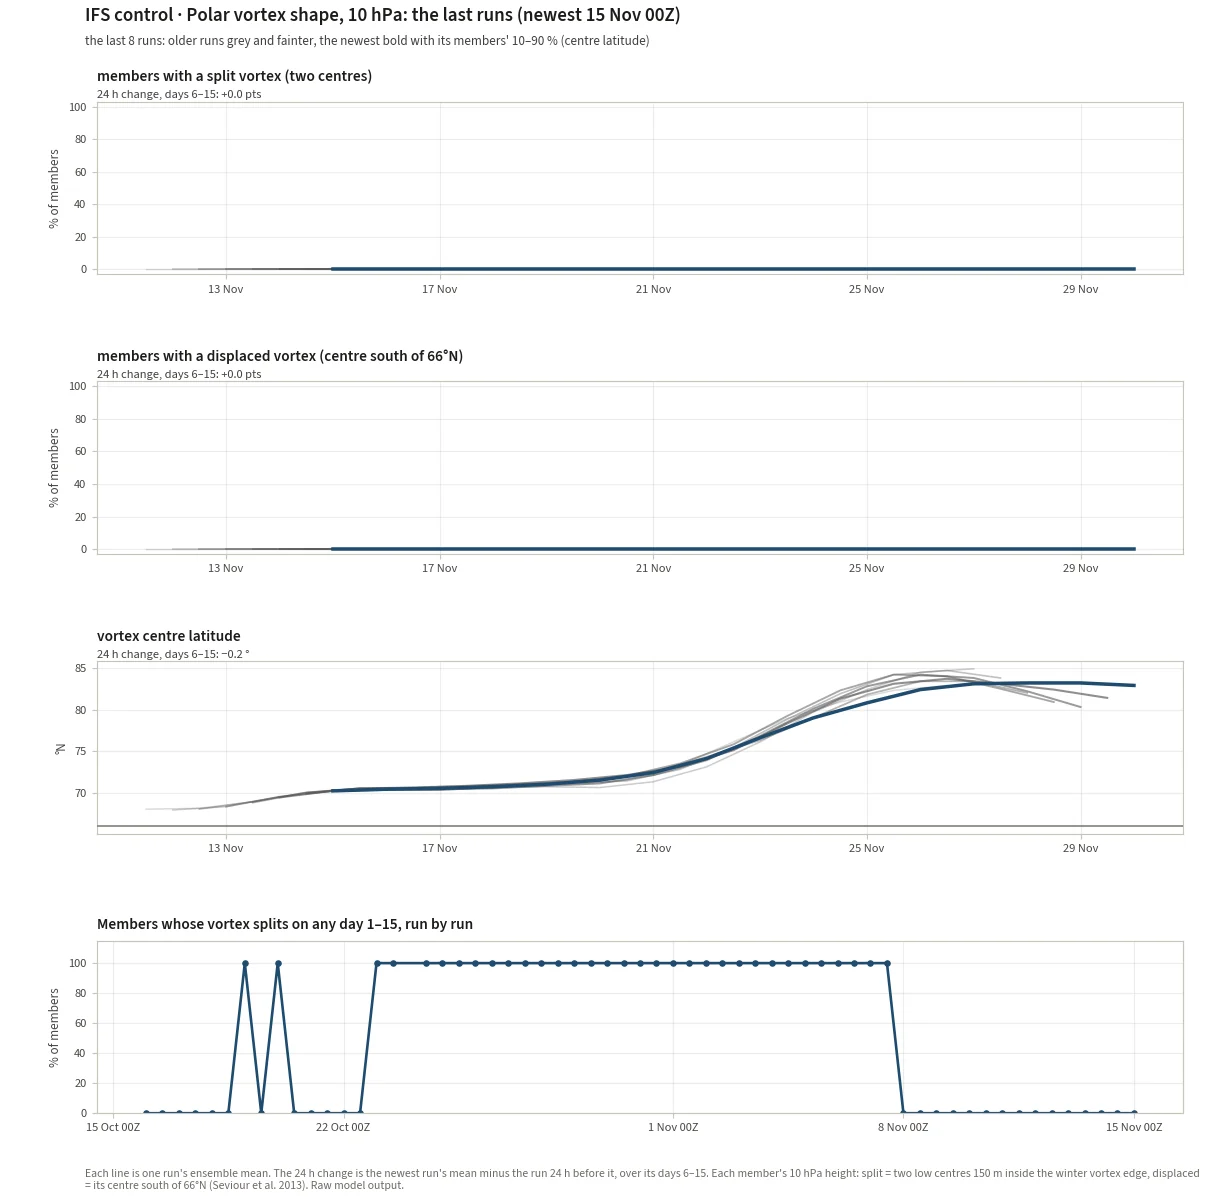 IFS control · Polar vortex shape, 10 hPa: the last runs (newest 15 Nov 00Z)
the last 8 runs: older runs grey and fainter, the newest bold with its members' 10–90 % (centre latitude)
members with a split vortex (two centres)
24 h change, days 6–15: +0.0 pts
100
80
60
40
20
0
% of members
13 Nov 17 Nov 21 Nov 25 Nov 29 Nov
members with a displaced vortex (centre south of 66°N)
24 h change, days 6–15: +0.0 pts
100
80
60
40
20
0
% of members
13 Nov 17 Nov 21 Nov 25 Nov 29 Nov
vortex centre latitude
24 h change, days 6–15: −0.2 °
85
80
75
70
°N
13 Nov 17 Nov 21 Nov 25 Nov 29 Nov
Members whose vortex splits on any day 1–15, run by run
100
80
60
40
20
0
% of members
15 Oct 00Z 22 Oct 00Z 1 Nov 00Z 8 Nov 00Z 15 Nov 00Z
Each line is one run's ensemble mean. The 24 h change is the newest run's mean minus the run 24 h before it, over its days 6–15. Each member's 10 hPa height: split = two low centres 150 m inside the winter vortex edge, displaced
= its centre south of 66°N (Seviour et al. 2013). Raw model output.